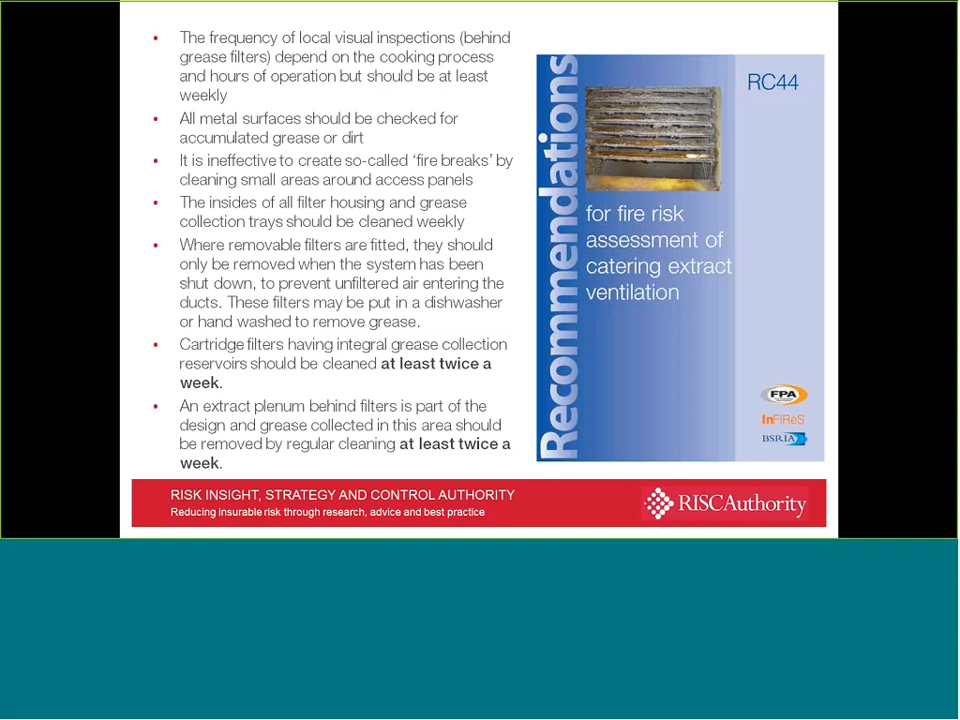 • The frequency of local visual inspections (behind
grease filters) depend on the cooking process
and hours of operation but should be at least
weekly
• All metal surfaces should be checked for
accumulated grease or dirt
• It is ineffective to create so-called ‘fire breaks’ by
cleaning small areas around access panels
• The insides of all filter housing and grease
collection trays should be cleaned weekly
• Where removable filters are fitted, they should
only be removed when the system has been
shut down, to prevent unfiltered air entering the
ducts. These filters may be put in a dishwasher
or hand washed to remove grease.
• Cartridge filters having integral grease collection
reservoirs should be cleaned at least twice a
week.
• An extract plenum behind filters is part of the
design and grease collected in this area should
be removed by regular cleaning at least twice a
week.
Recommendations
RC44
for fire risk
assessment of
catering extract
ventilation
FPA
InFiReS
BSRIA
RISK INSIGHT, STRATEGY AND CONTROL AUTHORITY
Reducing insurable risk through research, advice and best practice
RISCAuthority